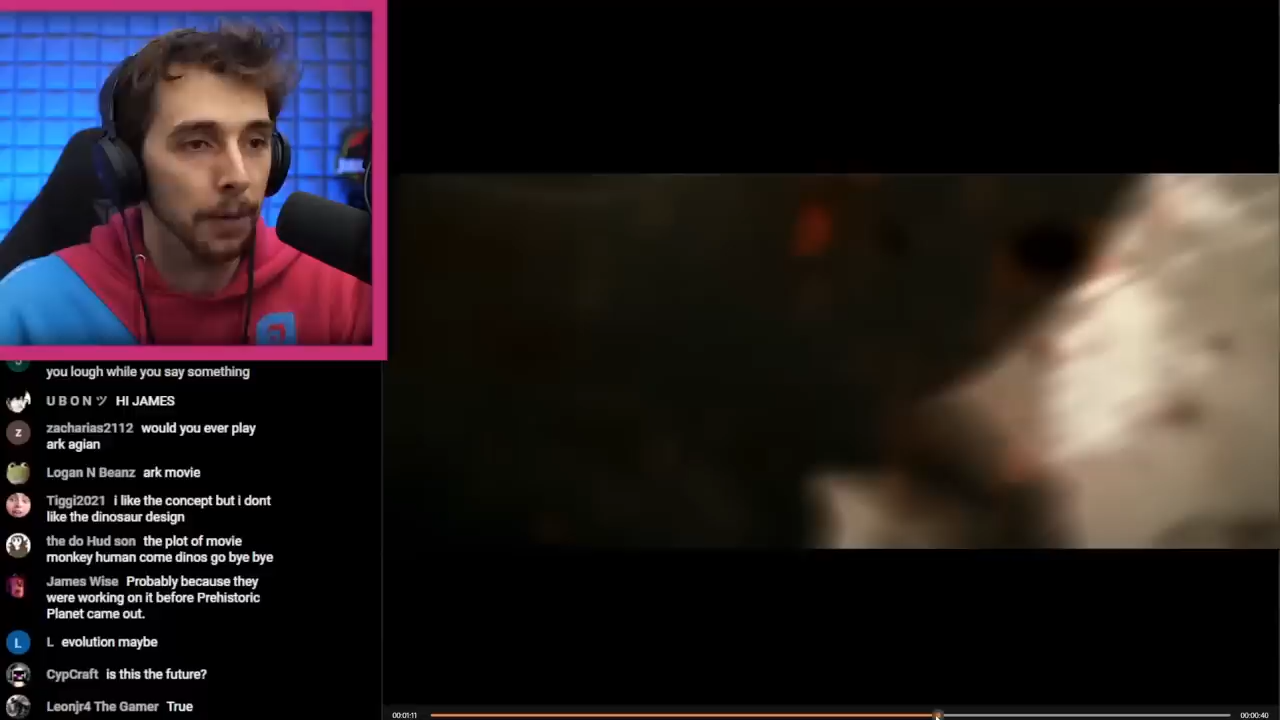 you lough while you say something
U B O N ツ HI JAMES
zacharias2112 would you ever play
ark agian
Logan N Beanz ark movie
Tiggi2021 i like the concept but i dont
like the dinosaur design
the do Hud son the plot of movie
monkey human come dinos go bye bye
James Wise Probably because they
were working on it before Prehistoric
Planet came out.
L evolution maybe
CypCraft is this the future?
Leonjr4 The Gamer True
00:01:11
00:00:40